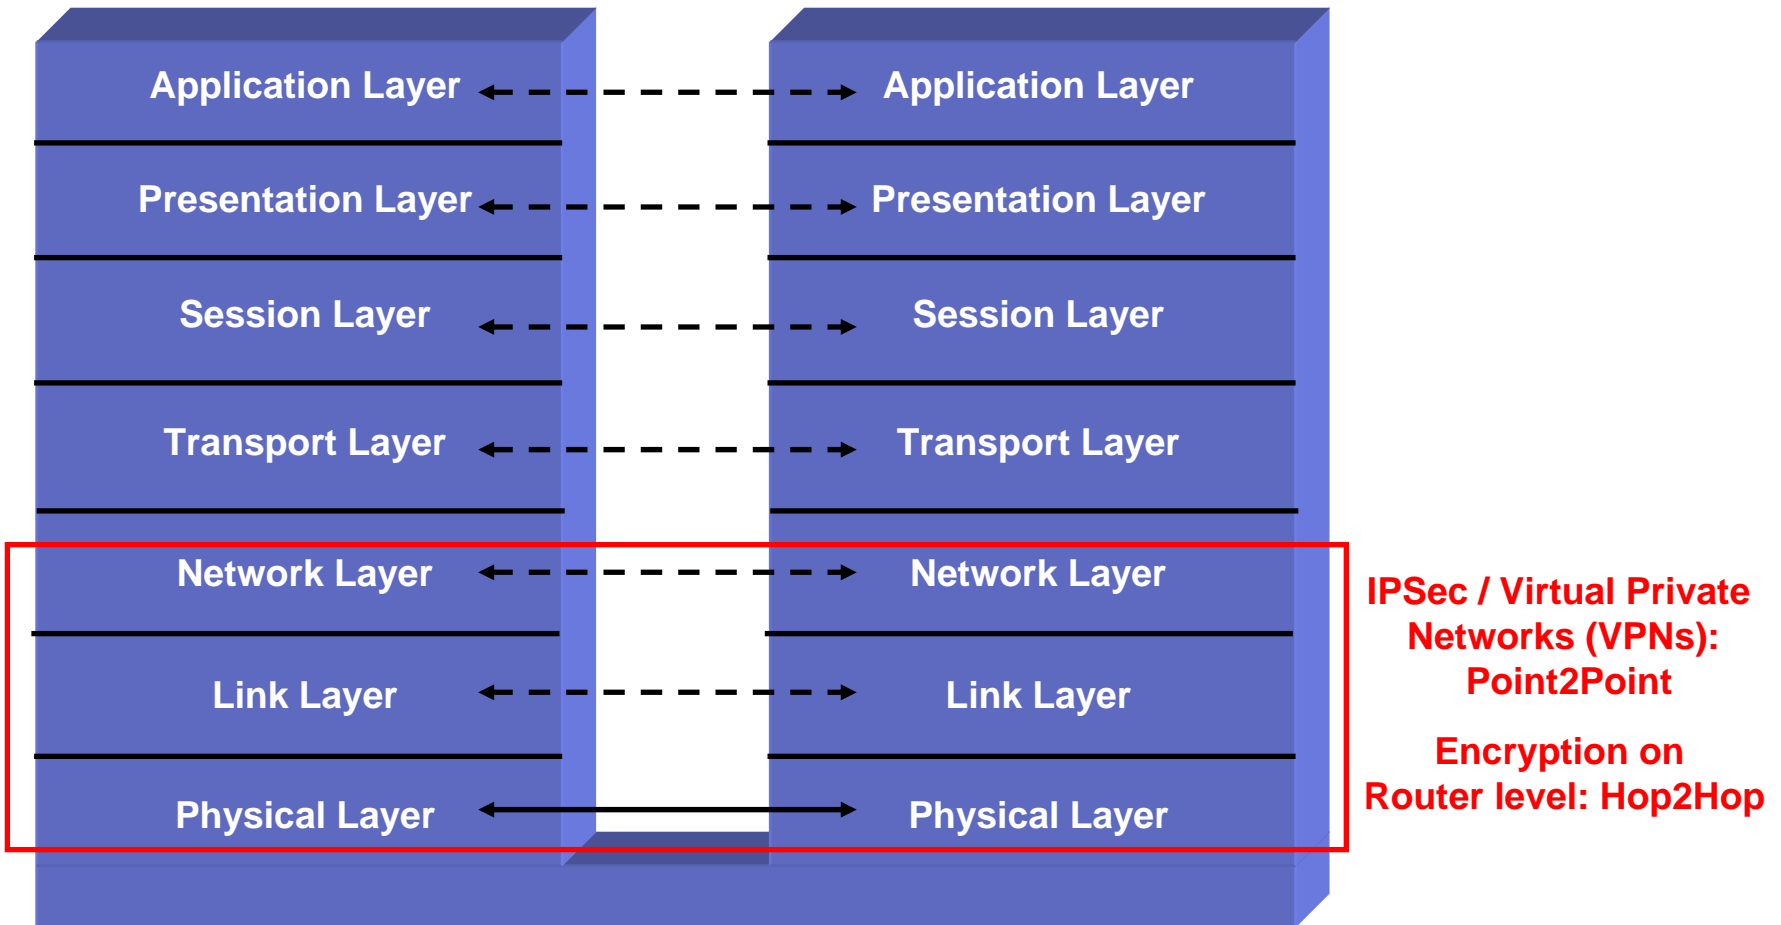 Application Layer
Application Layer
Presentation Layer
Presentation Layer
Session Layer
Session Layer
Transport Layer
Transport Layer
Network Layer
Network Layer
Link Layer
Link Layer
Physical Layer
Physical Layer
IPSec / Virtual Private
Networks (VPNs):
Point2Point
Encryption on
Router level: Hop2Hop